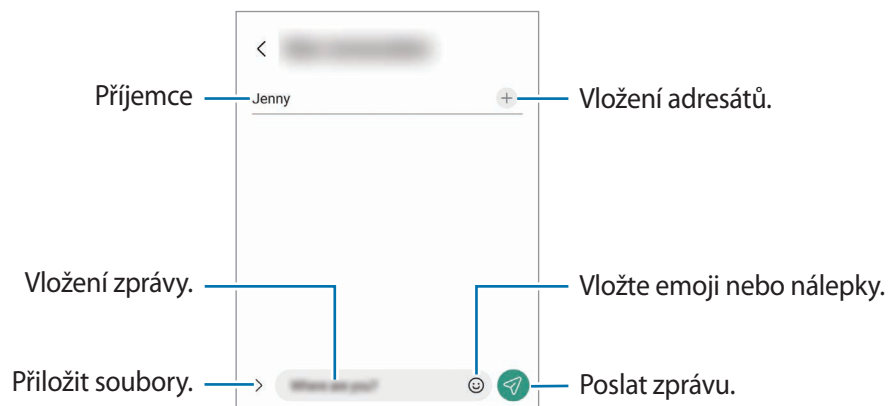 Příjemce
Jenny
Vložení adresátů.
Vložení zprávy.
Vložte emoji nebo nálepky.
Přiložit soubory.
Poslat zprávu.